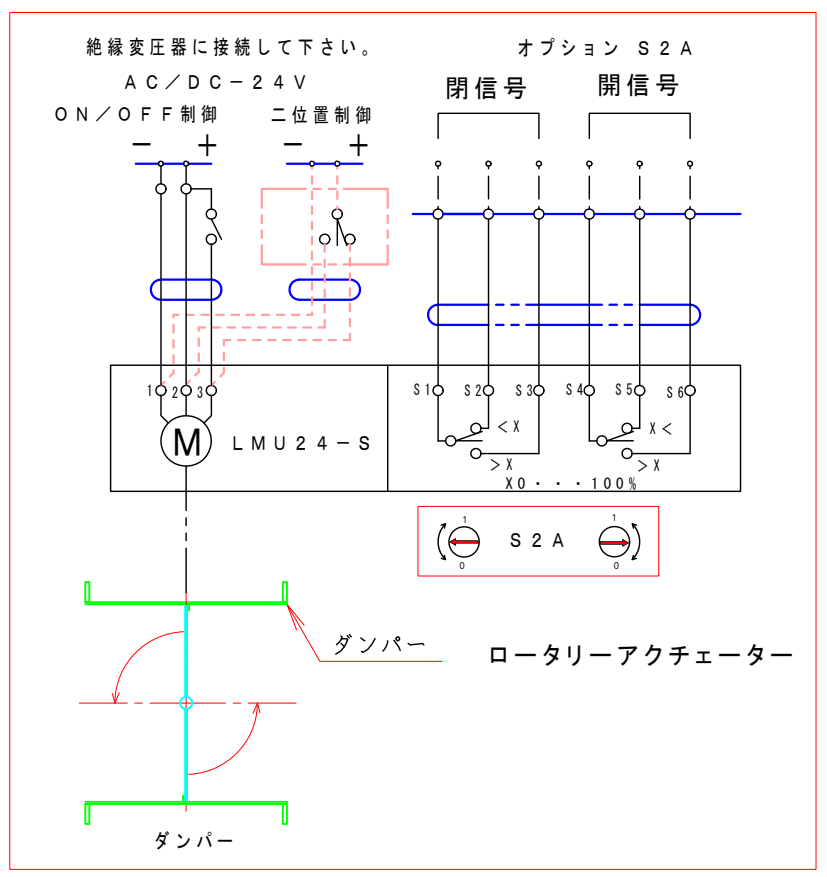 絶縁変圧器に接続して下さい。
オプション S2A
AC/DC-24V
閉信号 開信号
ON/OFF制御 二位置制御
- + - +
1 2 3 S1 S2 S3 S4 S5 S6
M LMU24-S
<X X<
>X >X
X0・・・100%
1 S2A 1
0 0
ダンパー
ロータリーアクチェーター
ダンパー